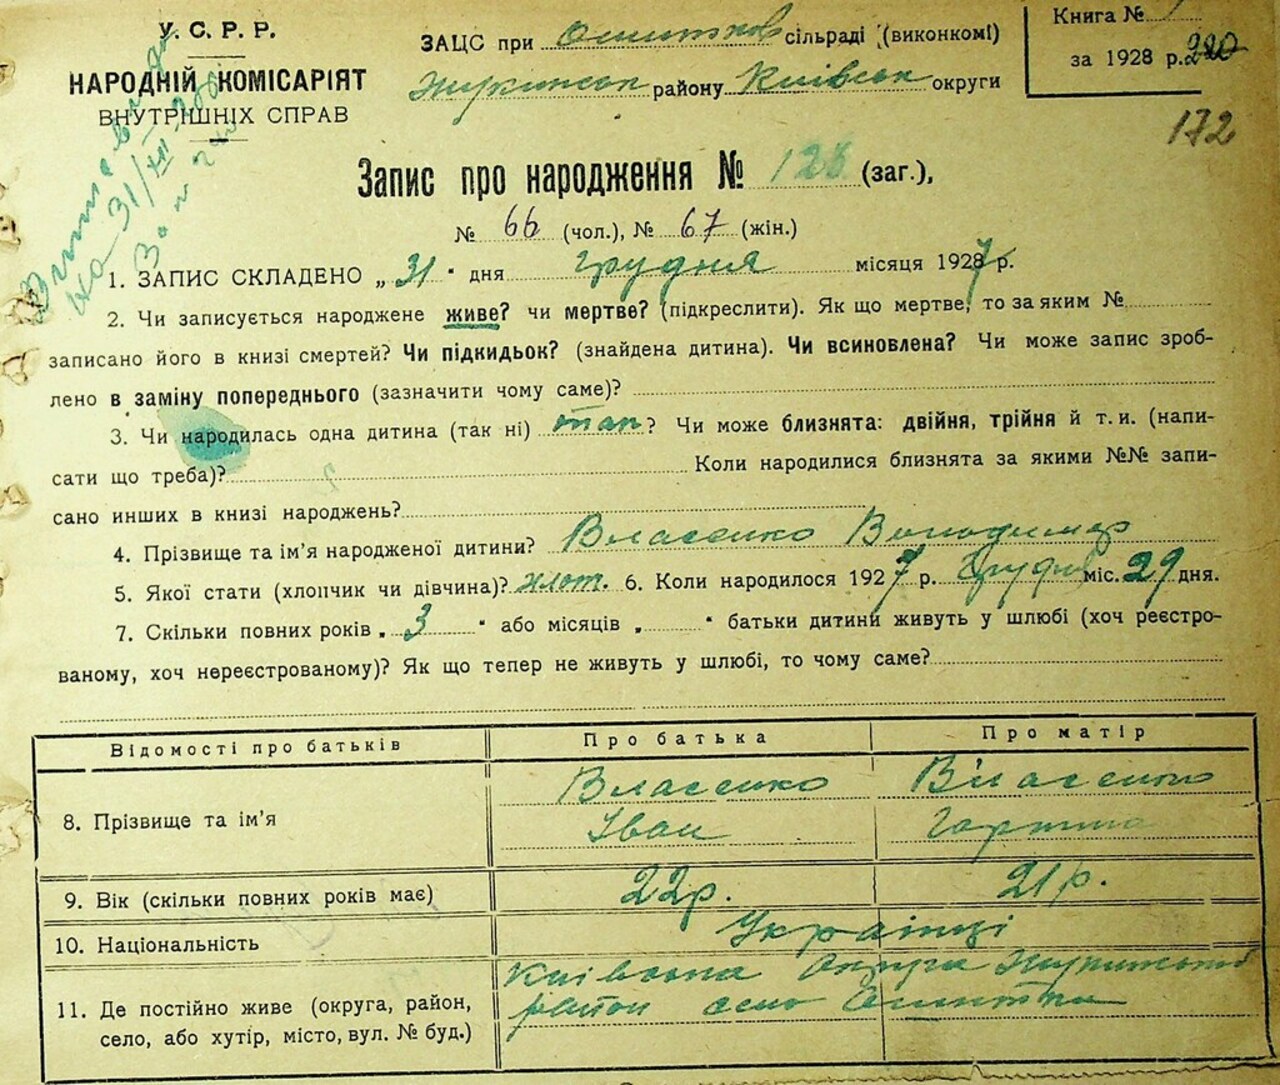 У. С. Р. Р.
НАРОДНІЙ КОМІСАРІЯТ
ВНУТРІШНІХ СПРАВ
ЗАЦС при сільраді (виконкомі)
Жукинськ району Київськ округи
Книга №
за 1928 р. 220
172
на 31/XII
Запис про народження № 126 (заг.),
№ 66 (чол.), № 67 (жін.)
1. ЗАПИС СКЛАДЕНО „ 31 " дня грудня місяця 1927 р.
2. Чи записується народжене живе? чи мертве? (підкреслити). Як що мертве, то за яким №
записано його в книзі смертей? Чи підкидьок? (знайдена дитина). Чи всиновлена? Чи може запис зроб-
лено в заміну попереднього (зазначити чому саме)?
3. Чи народилась одна дитина (так ні) так? Чи може близнята: двійня, трійня й т. и. (напи-
сати що треба)? Коли народилися близнята за якими №№ запи-
сано инших в книзі народжень?
4. Прізвище та ім'я народженої дитини? Власенко Володимир
5. Якої стати (хлопчик чи дівчина)? хлоп. 6. Коли народилося 1927 р. грудня міс. 29 дня.
7. Скільки повних років „ 3 " або місяців „ " батьки дитини живуть у шлюбі (хоч реєстро-
ваному, хоч нереєстрованому)? Як що тепер не живуть у шлюбі, то чому саме?
Відомості про батьків Про батька Про матір
8. Прізвище та ім'я Власенко Іван Власенко
9. Вік (скільки повних років має) 22 р. 21 р.
10. Національність Українці
11. Де постійно живе (округа, район,
село, або хутір, місто, вул. № буд.)
Київська округа Жукинський
район село